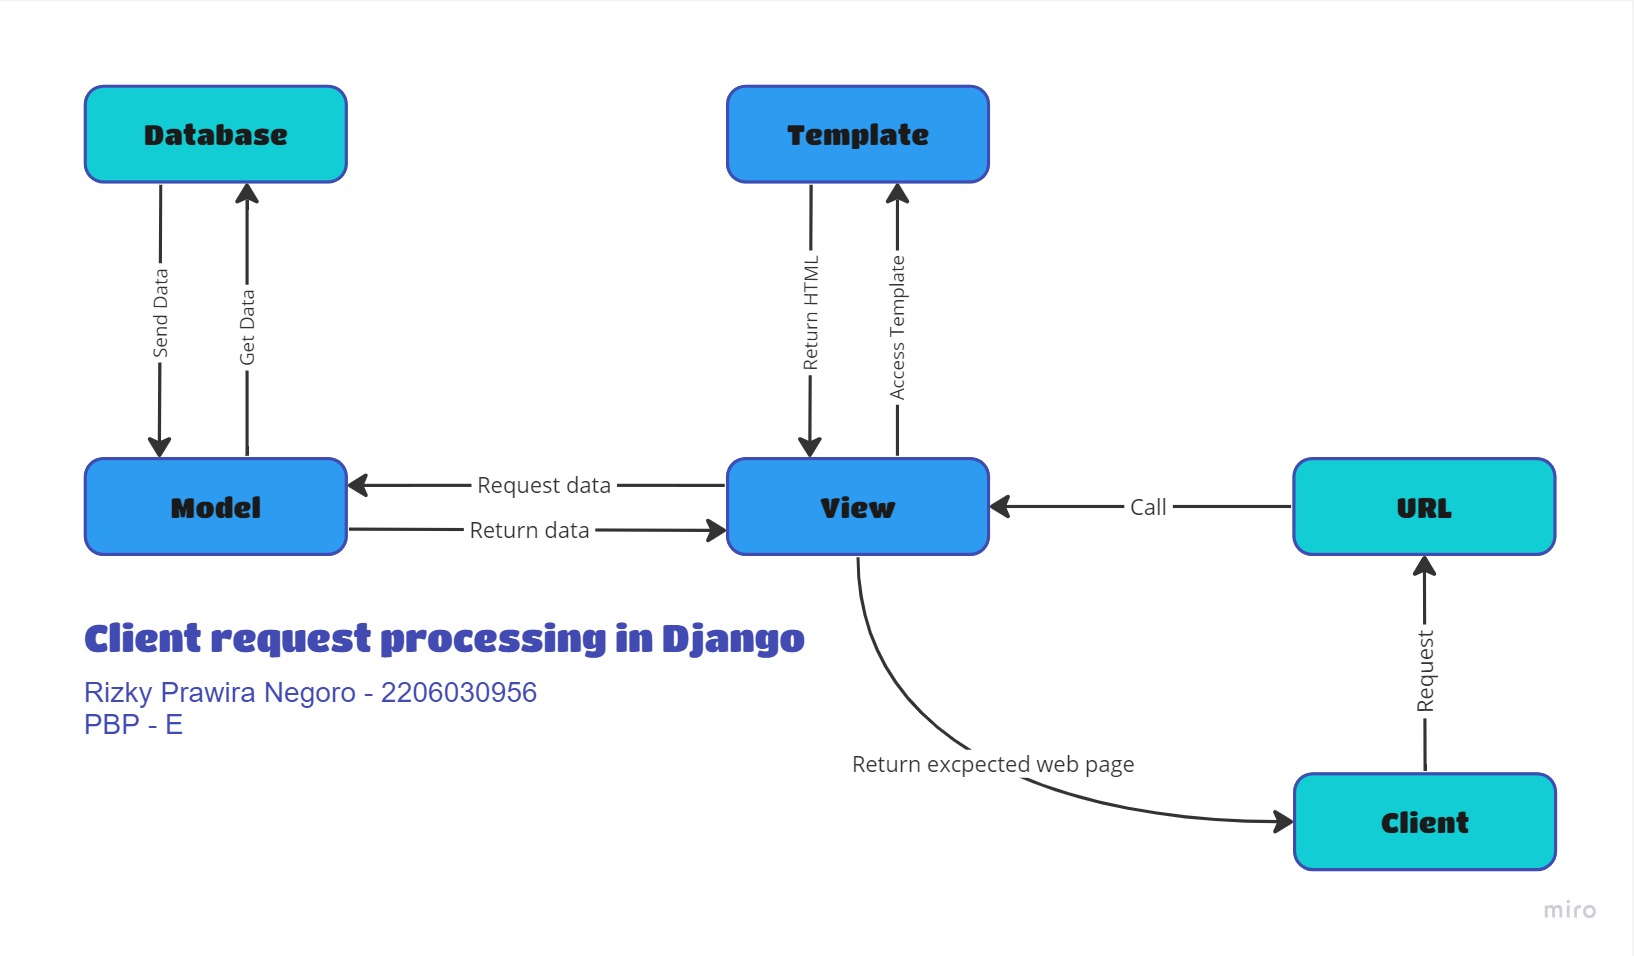 Database
Template
Send Data
Get Data
Return HTML
Access Template
Model
Request data
Return data
View
Call
URL
Client request processing in Django
Rizky Prawira Negoro - 2206030956
PBP - E
Request
Return excpected web page
Client
miro